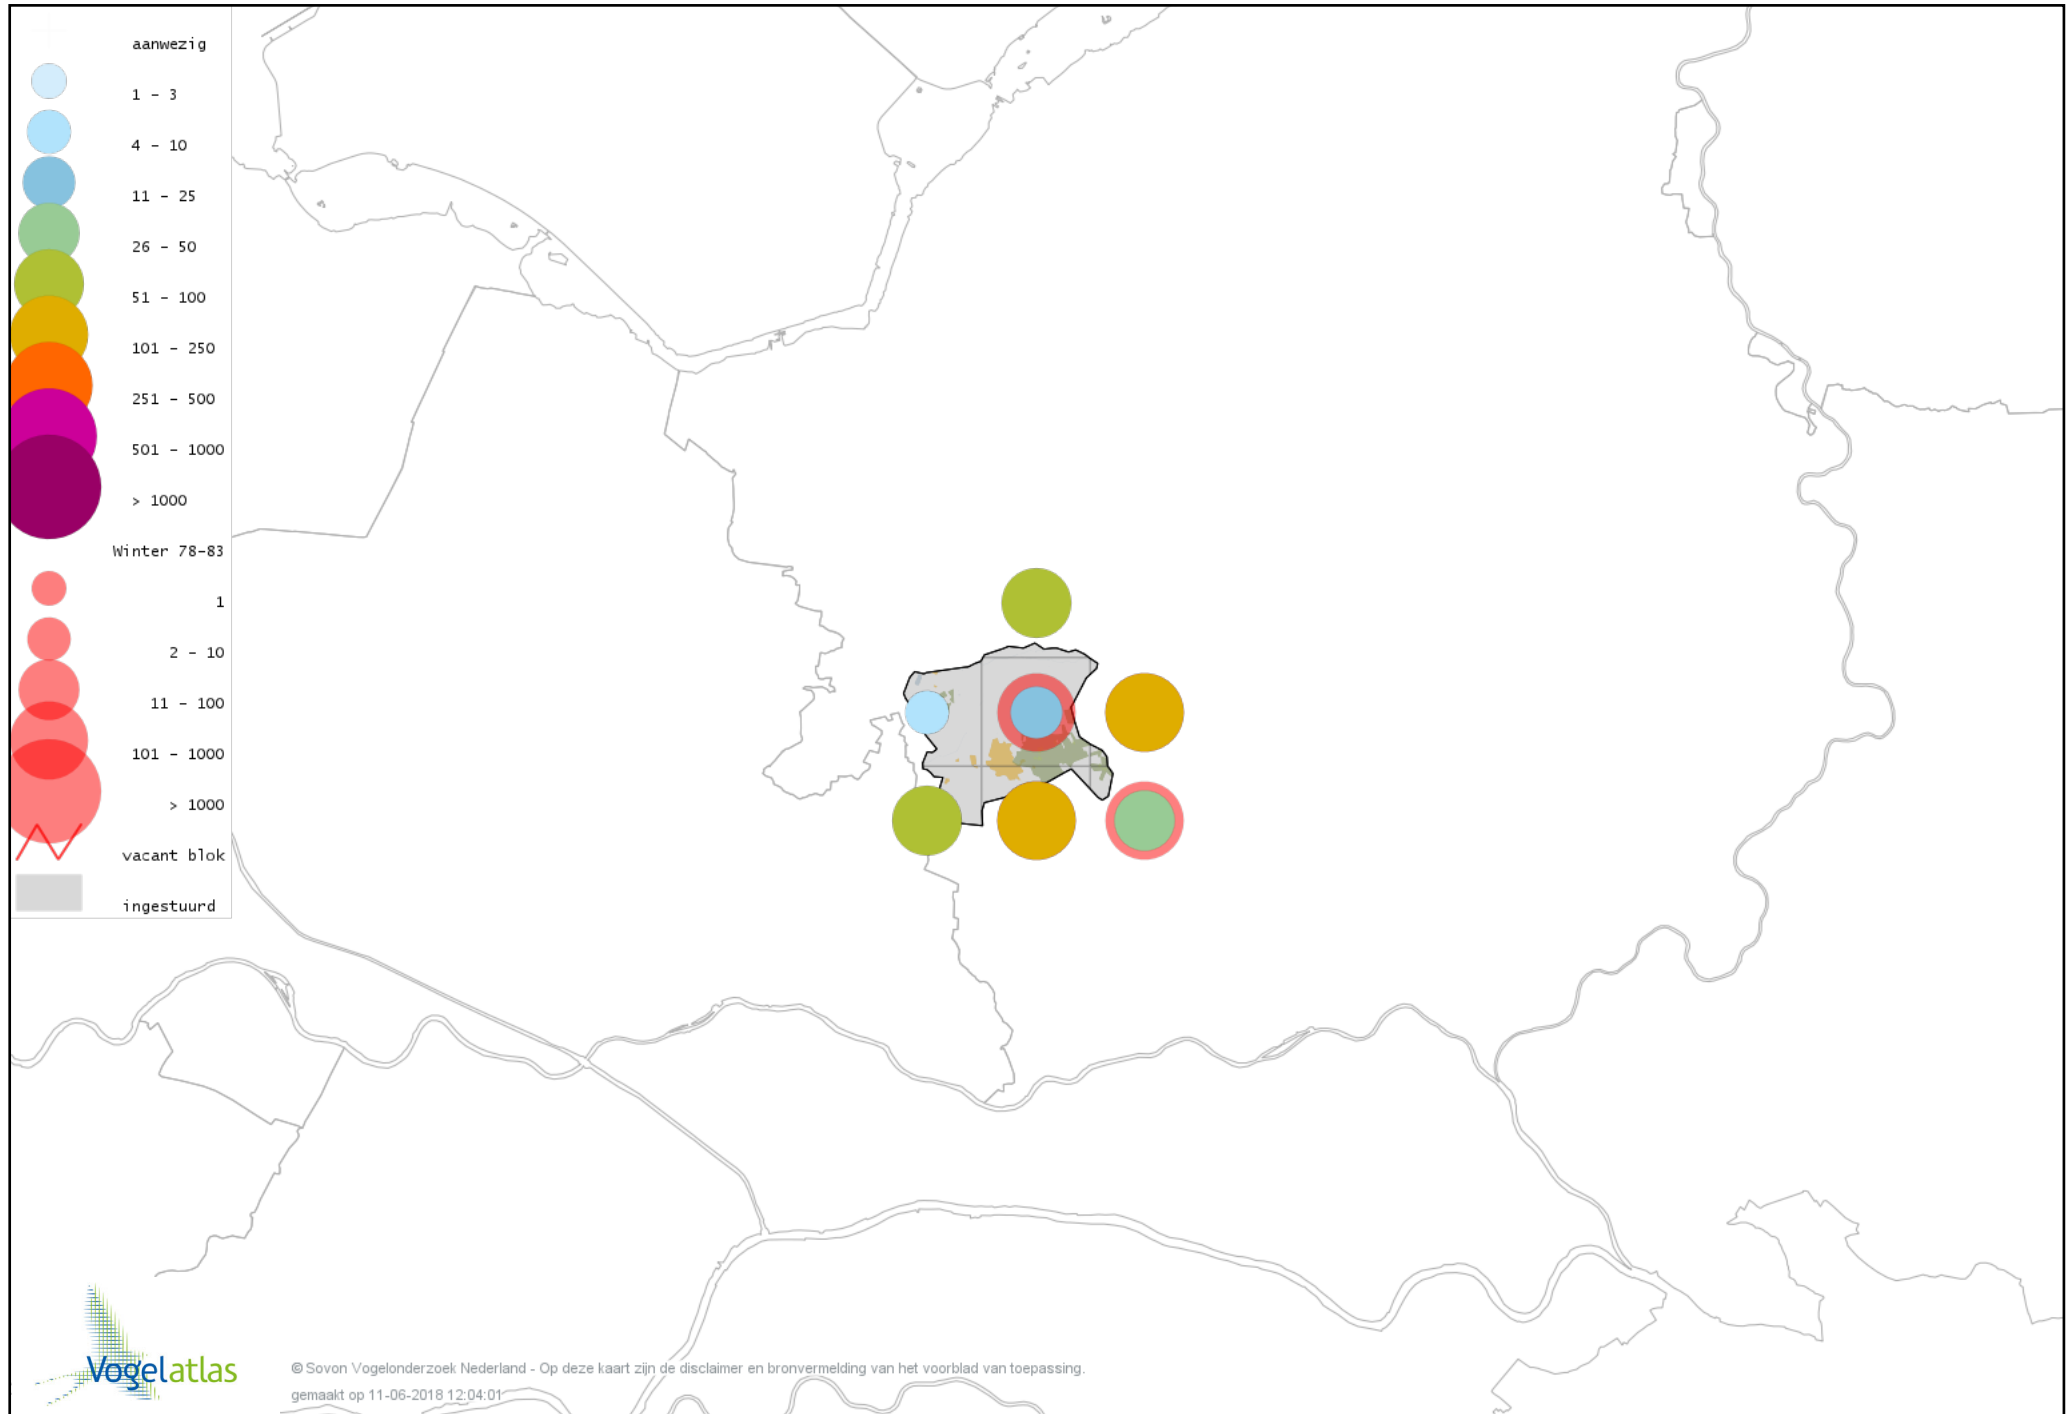 aanwezig
1 - 3
4 - 10
11 - 25
26 - 50
51 - 100
101 - 250
251 - 500
501 - 1000
> 1000
Winter 78-83
1
2 - 10
11 - 100
101 - 1000
> 1000
vacant blok
ingestuurd
Vogelatlas
© Sovon Vogelonderzoek Nederland - Op deze kaart zijn de disclaimer en bronvermelding van het voorblad van toepassing.
gemaakt op 11-06-2018 12:04:01